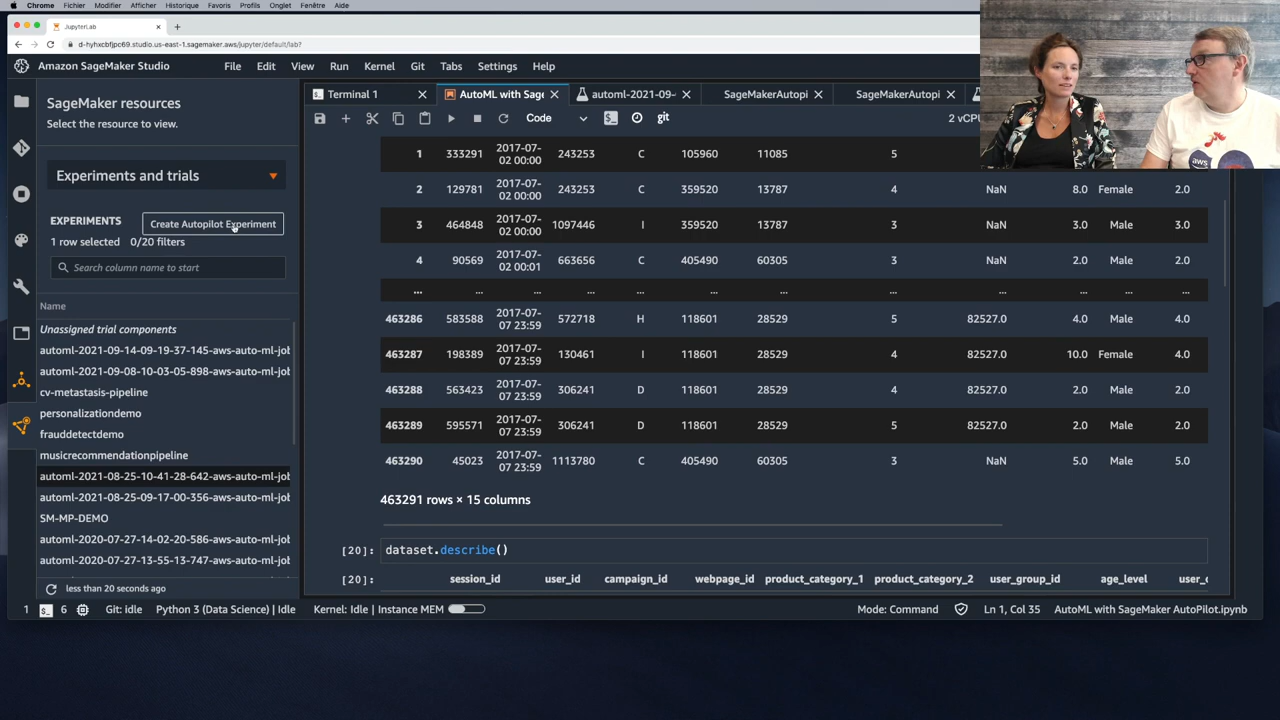 Chrome Fichier Modifier Présentation Historique Favoris Profils Onglet Fenêtre Aide
JupyterLab
d-hyhxcbfjpc69.studio.us-east-1.sagemaker.aws/jupyter/default/lab?
Amazon SageMaker Studio File Edit View Run Kernel Git Tabs Settings Help
SageMaker resources
Select the resource to view.
Experiments and trials
EXPERIMENTS Create Autopilot Experiment
1 row selected 0/20 filters
Search column name to start
Name
Unassigned trial components
automl-2021-09-14-09-19-37-145-aws-auto-ml-job
automl-2021-09-08-10-03-05-898-aws-auto-ml-job
cv-metastasis-pipeline
personalizationdemo
frauddetectdemo
musicrecommendationpipeline
automl-2021-08-25-10-41-28-642-aws-auto-ml-job
automl-2021-08-25-09-17-00-356-aws-auto-ml-job
SM-MP-DEMO
automl-2020-07-27-14-02-20-586-aws-auto-ml-job
automl-2020-07-27-13-55-13-747-aws-auto-ml-job
less than 20 seconds ago
Terminal 1 AutoML with Sage automl-2021-09- SageMakerAutopi SageMakerAutopi
Code git 2 vCPU
1 333291 2017-07-02 00:00 243253 C 105960 11085 5
2 129781 2017-07-02 00:00 243253 C 359520 13787 4 NaN 8.0 Female 2.0
3 464848 2017-07-02 00:00 1097446 I 359520 13787 3 NaN 3.0 Male 3.0
4 90569 2017-07-02 00:01 663656 C 405490 60305 3 NaN 2.0 Male 2.0
... ... ... ... ... ... ... ... ... ... ... ...
463286 583588 2017-07-07 23:59 572718 H 118601 28529 5 82527.0 4.0 Male 4.0
463287 198389 2017-07-07 23:59 130461 I 118601 28529 4 82527.0 10.0 Female 4.0
463288 563423 2017-07-07 23:59 306241 D 118601 28529 4 82527.0 2.0 Male 2.0
463289 595571 2017-07-07 23:59 306241 D 118601 28529 5 82527.0 2.0 Male 2.0
463290 45023 2017-07-07 23:59 1113780 C 405490 60305 3 NaN 5.0 Male 5.0
463291 rows × 15 columns
[20]: dataset.describe()
[20]: session_id user_id campaign_id webpage_id product_category_1 product_category_2 user_group_id age_level user_c
1 6 Git: Idle Python 3 (Data Science) | Idle Kernel: Idle | Instance MEM Mode: Command Ln 1, Col 35 AutoML with SageMaker AutoPilot.ipynb
aws